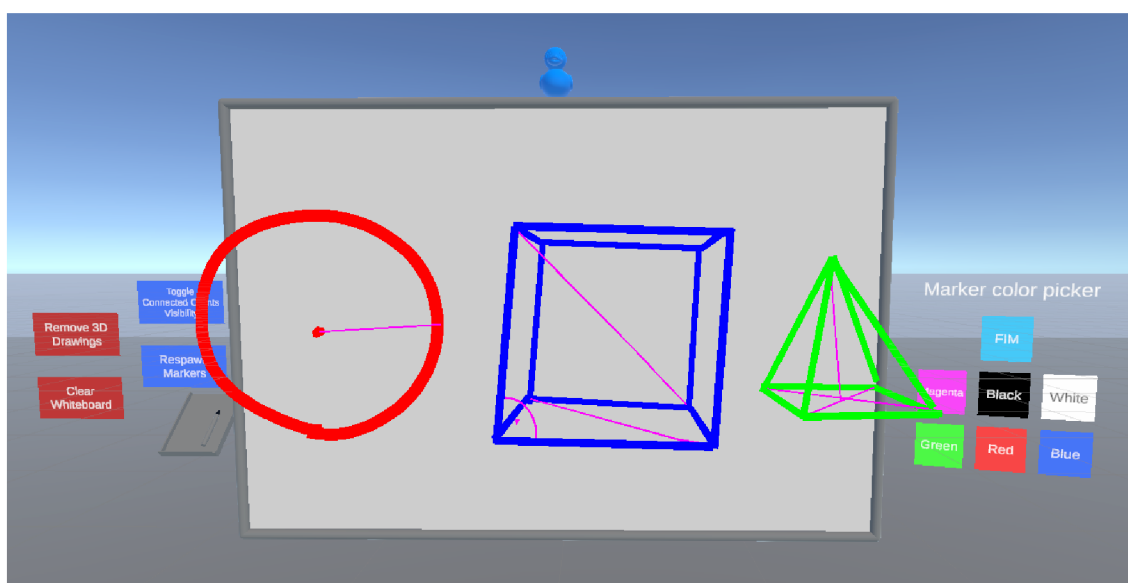 Toggle
Connected
Visibility
Remove 3D
Drawings
Respawn
Markers
Clear
Whiteboard
Marker color picker
FIM
Magenta
Black
White
Green
Red
Blue